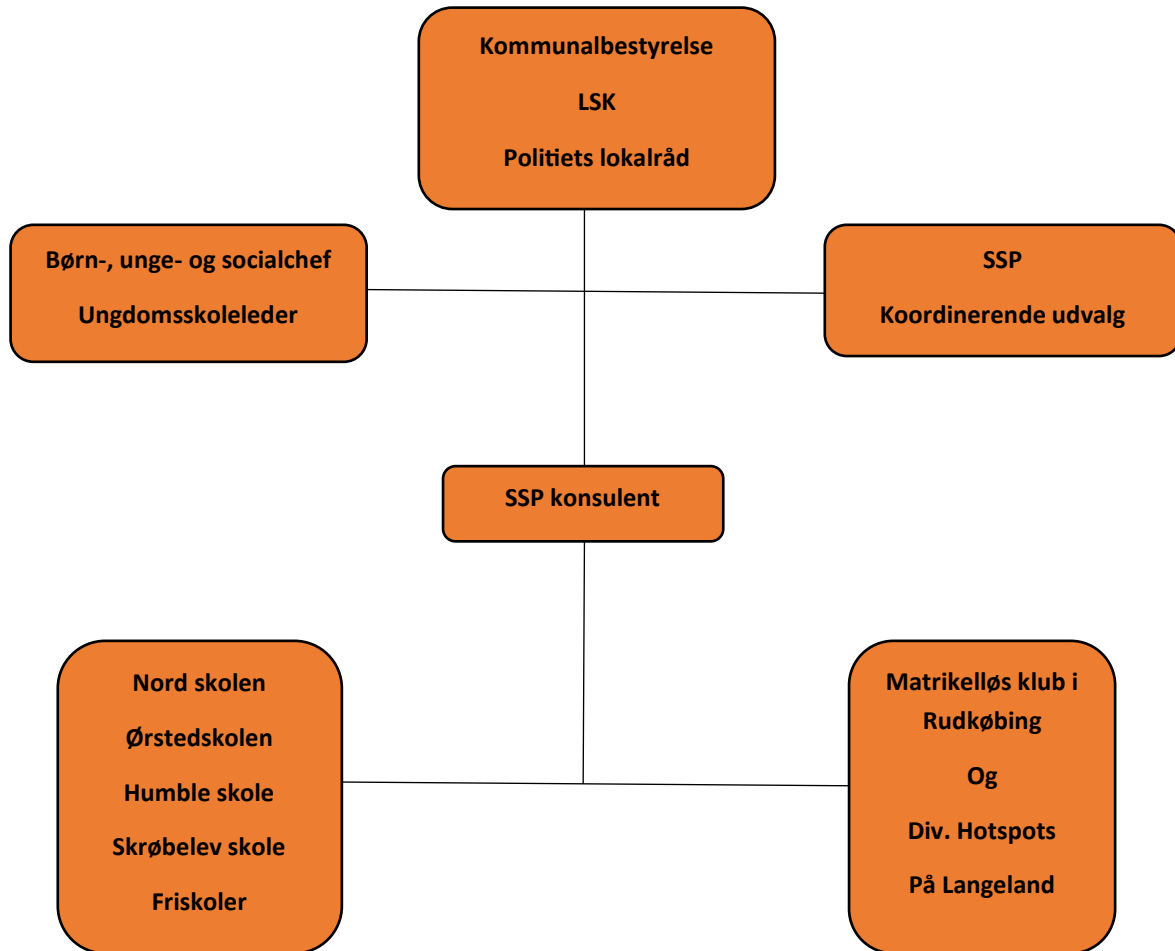 Kommunalbestyrelse
LSK
Politiets lokalråd
Børn-, unge- og socialchef
Ungdomsskoleleder
SSP
Koordinerende udvalg
SSP konsulent
Nord skolen
Ørstedskolen
Humble skole
Skrøbelev skole
Friskoler
Matrikelløs klub i
Rudkøbing
Og
Div. Hotspots
På Langeland